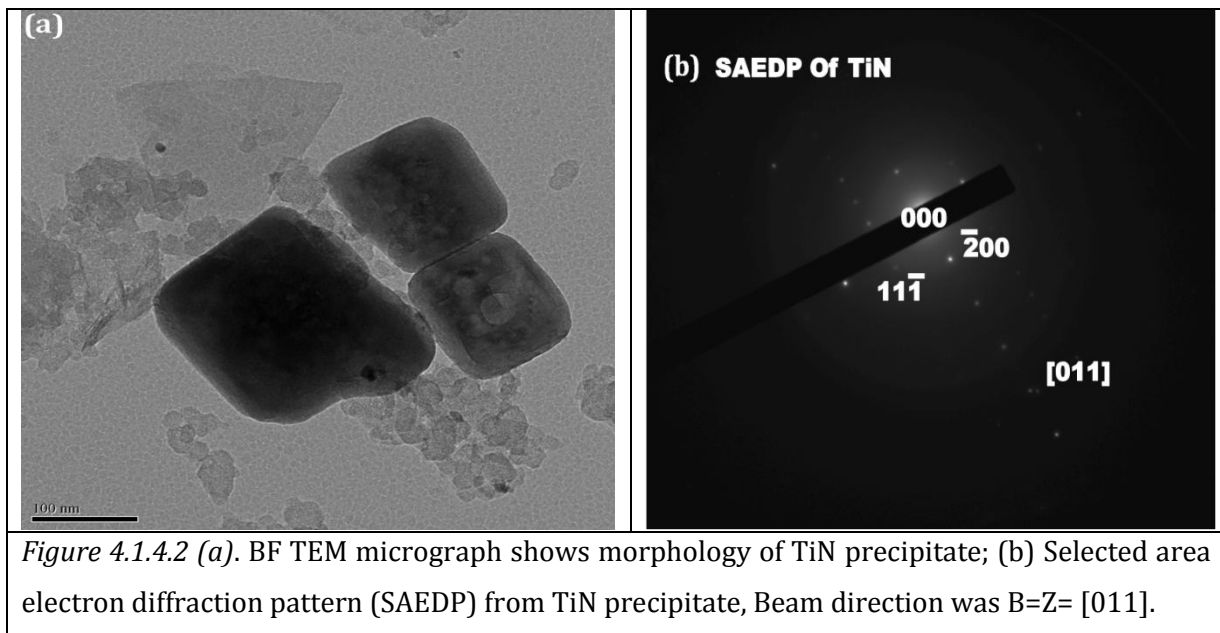 (a)
100 nm
(b) SAEDP Of TiN
000
2̅00
111̅
[011]
Figure 4.1.4.2 (a). BF TEM micrograph shows morphology of TiN precipitate; (b) Selected area
electron diffraction pattern (SAEDP) from TiN precipitate, Beam direction was B=Z= [011].